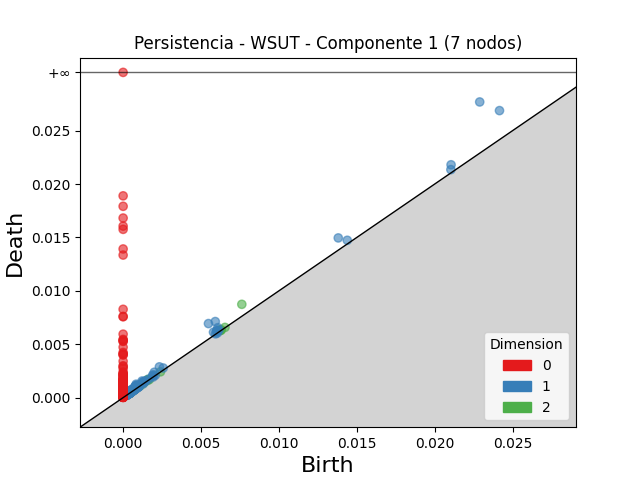 Persistencia - WSUT - Componente 1 (7 nodos)
+∞
0.025
0.020
0.015
0.010
0.005
0.000
Death
0.000 0.005 0.010 0.015 0.020 0.025
Birth
Dimension
0
1
2